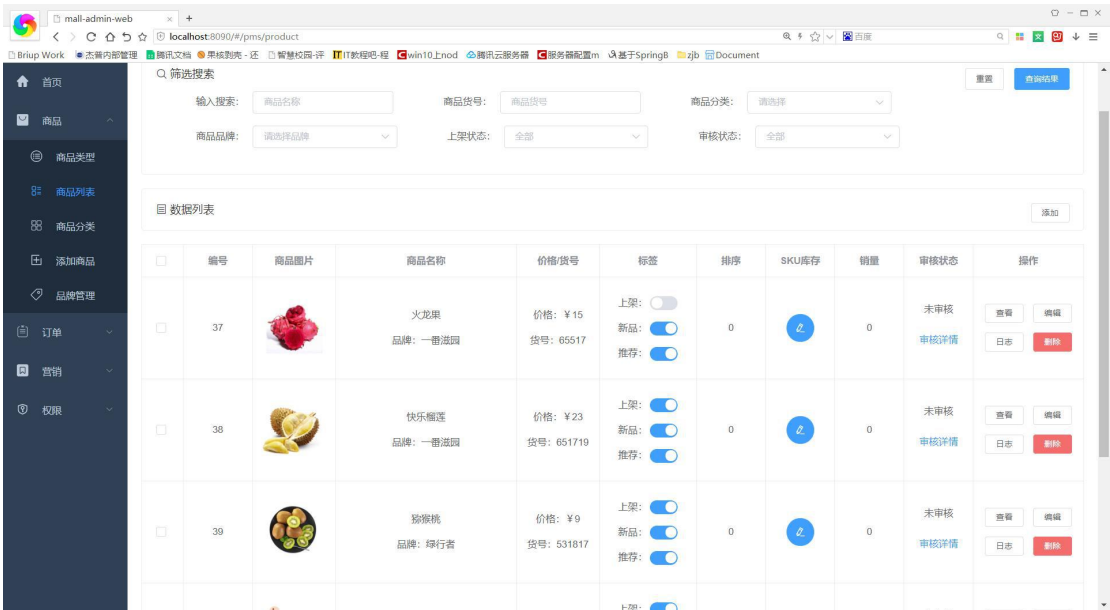 mall-admin-web
localhost:8090/#/pms/product
百度
Briup Work 杰普内部管理 腾讯文档 果核剥壳 - 还 智慧校园-评 IT教程吧-程 win10上nod 腾讯云服务器 服务器配置m 基于SpringB zjb Document
首页
商品
商品类型
商品列表
商品分类
添加商品
品牌管理
订单
营销
权限
筛选搜索
重置 查询结果
输入搜索： 商品名称 商品货号： 商品货号 商品分类： 请选择
商品品牌： 请选择品牌 上架状态： 全部 审核状态： 全部
数据列表
添加
编号 商品图片 商品名称 价格/货号 标签 排序 SKU库存 销量 审核状态 操作
37 火龙果 价格：¥15 上架： 0 0 未审核 查看 编辑
品牌：一番滋园 货号：65517 新品： 审核详情 日志 删除
推荐：
38 快乐榴莲 价格：¥23 上架： 0 0 未审核 查看 编辑
品牌：一番滋园 货号：651719 新品： 审核详情 日志 删除
推荐：
39 猕猴桃 价格：¥9 上架： 0 0 未审核 查看 编辑
品牌：绿行者 货号：531817 新品： 审核详情 日志 删除
推荐：
上架：